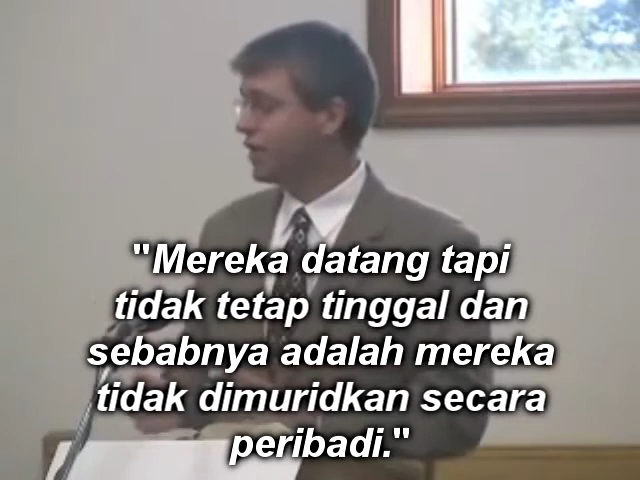 "Mereka datang tapi
tidak tetap tinggal dan
sebabnya adalah mereka
tidak dimuridkan secara
peribadi."